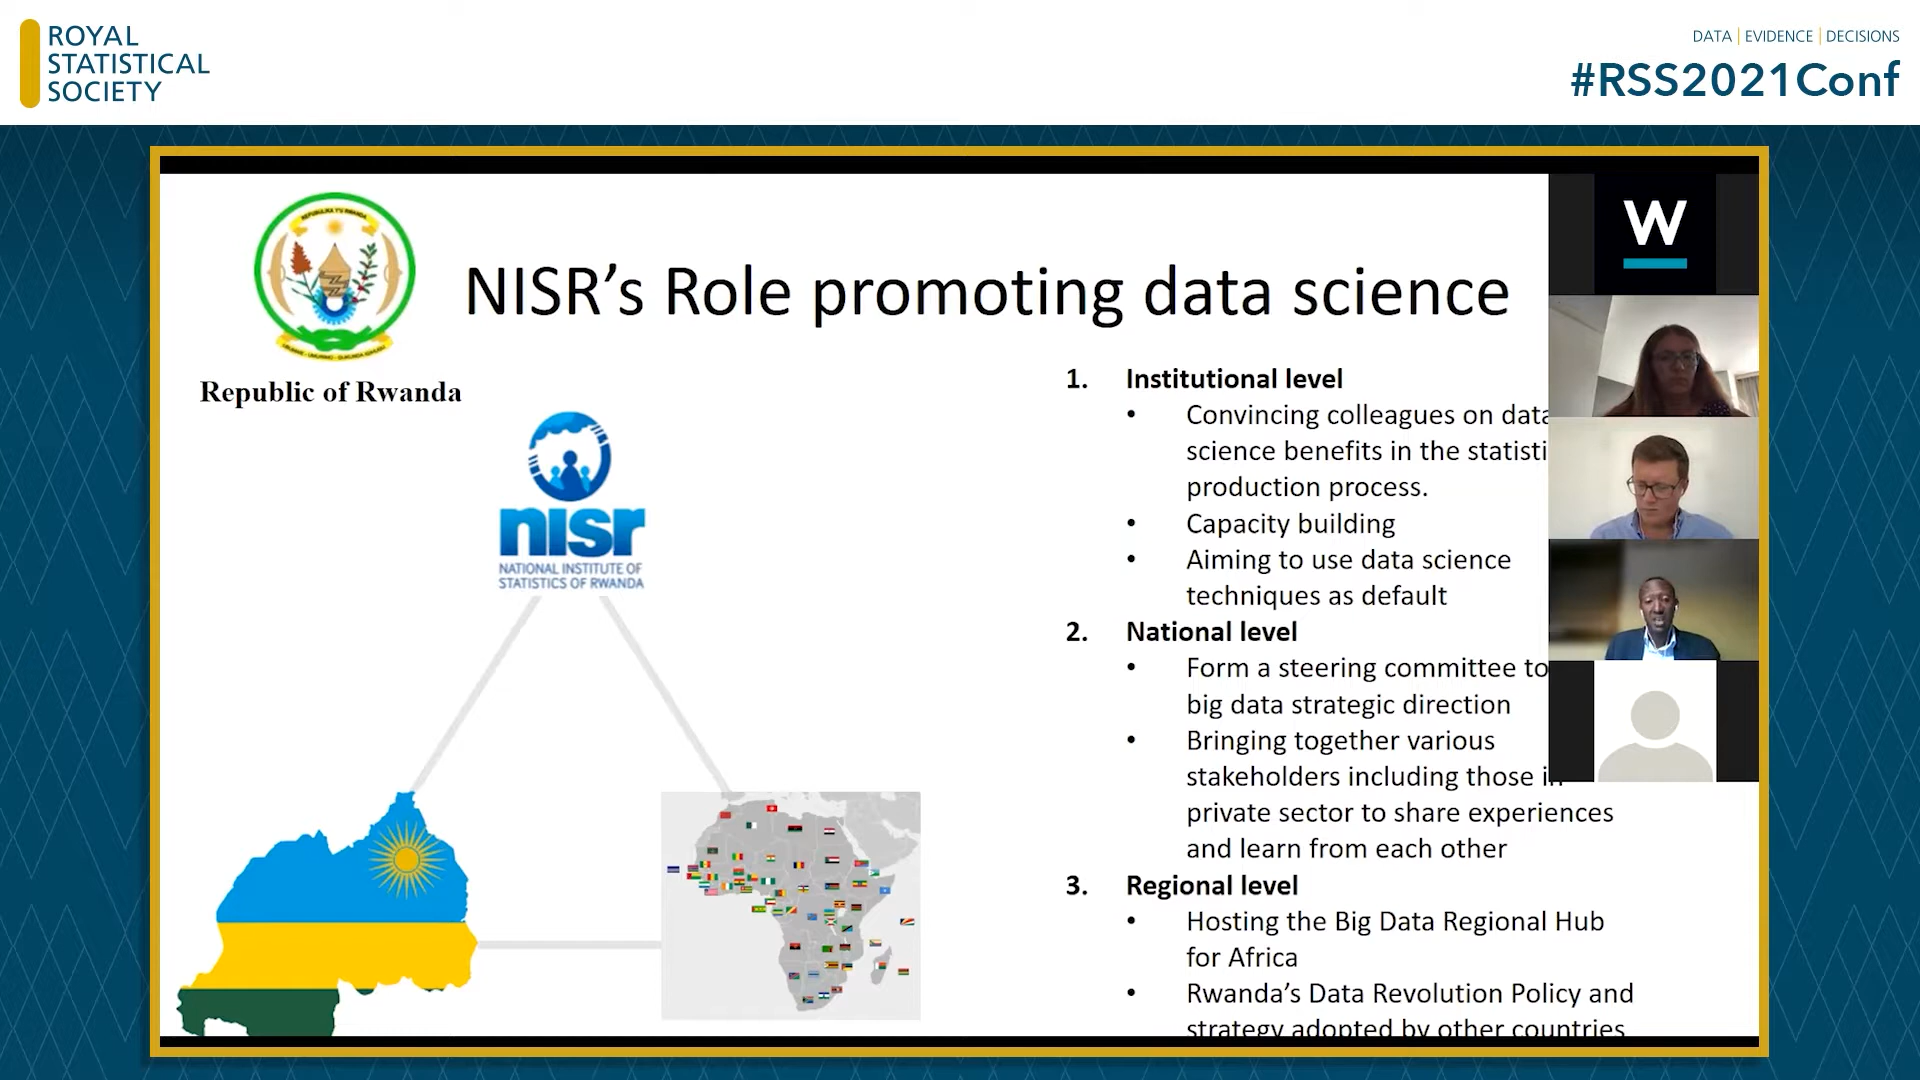 ROYAL
STATISTICAL
SOCIETY
DATA | EVIDENCE | DECISIONS
#RSS2021Conf
W
NISR’s Role promoting data science
Republic of Rwanda
nisr
NATIONAL INSTITUTE OF
STATISTICS OF RWANDA
1. Institutional level
• Convincing colleagues on data
science benefits in the statisti
production process.
• Capacity building
• Aiming to use data science
techniques as default
2. National level
• Form a steering committee to
big data strategic direction
• Bringing together various
stakeholders including those in
private sector to share experiences
and learn from each other
3. Regional level
• Hosting the Big Data Regional Hub
for Africa
• Rwanda’s Data Revolution Policy and
strategy adopted by other countries